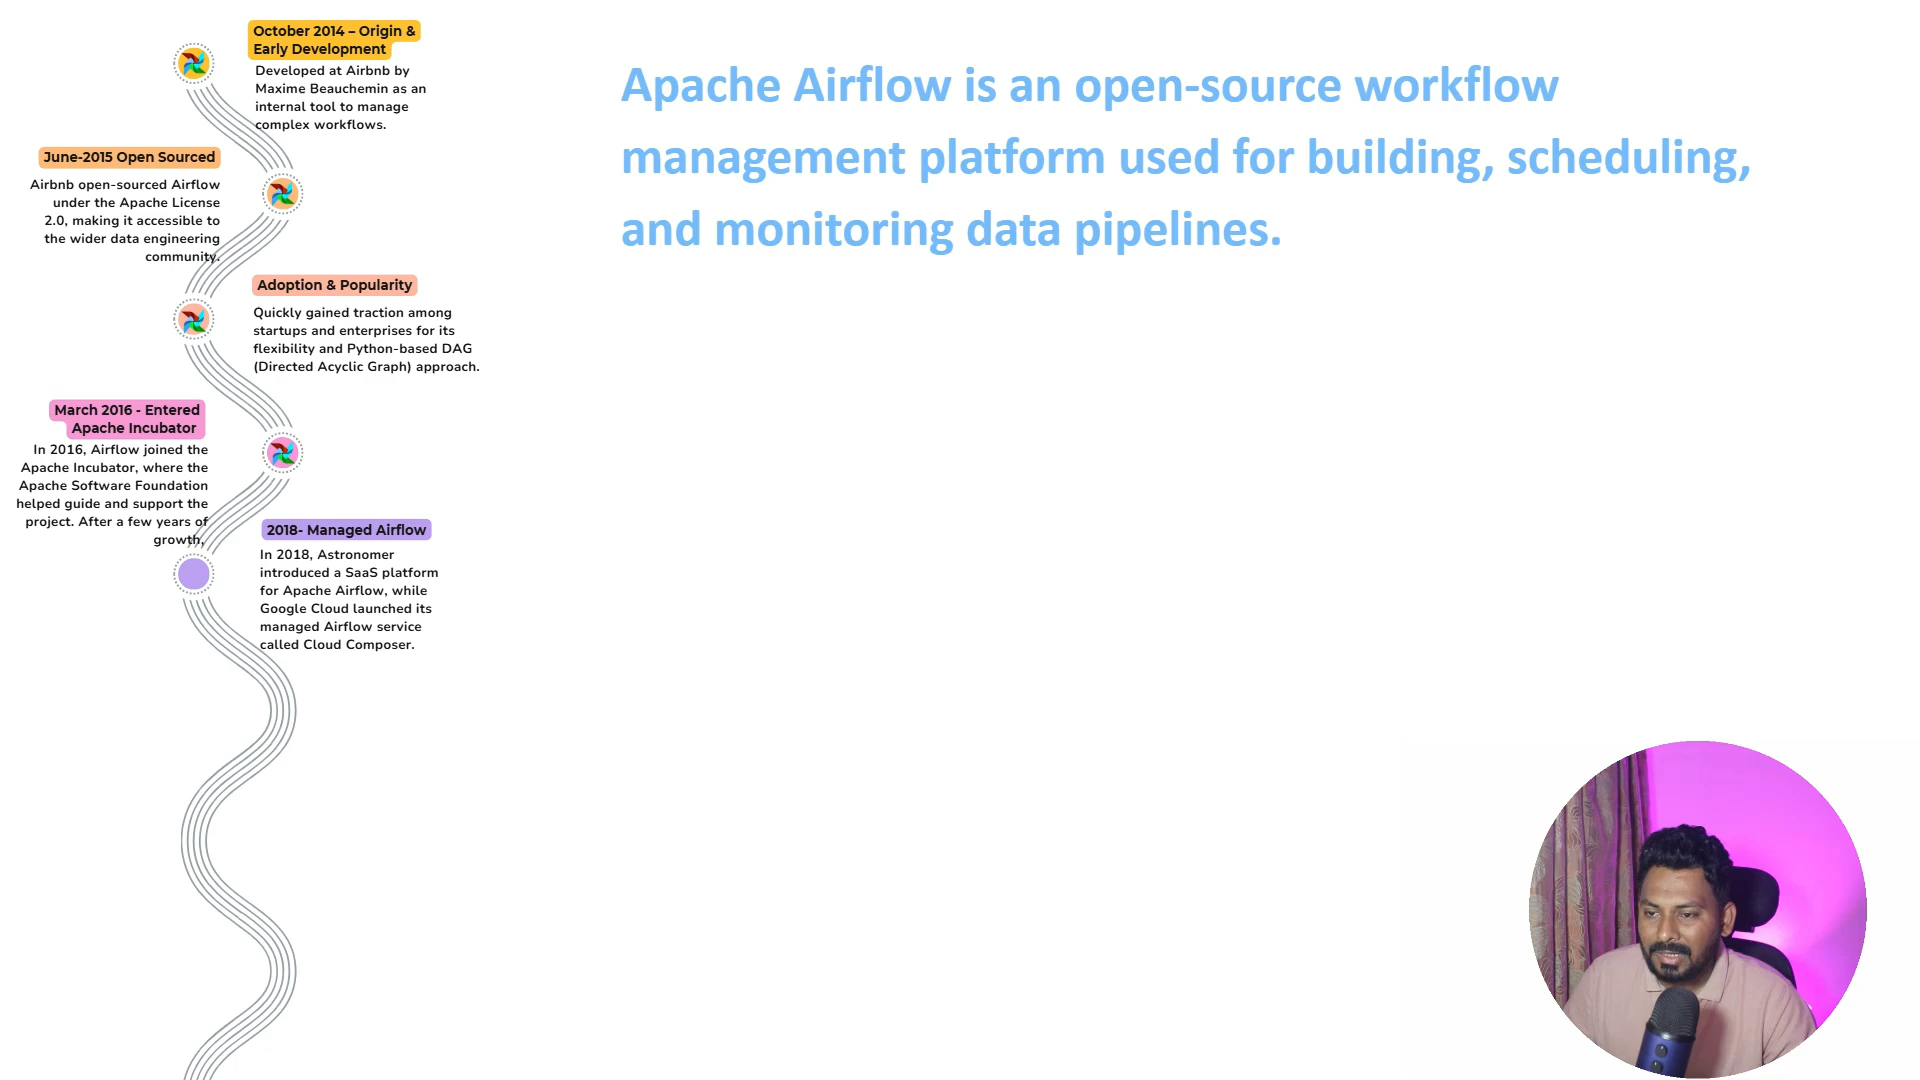 October 2014 – Origin &
Early Development
Developed at Airbnb by
Maxime Beauchemin as an
internal tool to manage
complex workflows.
June-2015 Open Sourced
Airbnb open-sourced Airflow
under the Apache License
2.0, making it accessible to
the wider data engineering
community.
Adoption & Popularity
Quickly gained traction among
startups and enterprises for its
flexibility and Python-based DAG
(Directed Acyclic Graph) approach.
March 2016 - Entered
Apache Incubator
In 2016, Airflow joined the
Apache Incubator, where the
Apache Software Foundation
helped guide and support the
project. After a few years of
growth,
2018- Managed Airflow
In 2018, Astronomer
introduced a SaaS platform
for Apache Airflow, while
Google Cloud launched its
managed Airflow service
called Cloud Composer.
Apache Airflow is an open-source workflow
management platform used for building, scheduling,
and monitoring data pipelines.